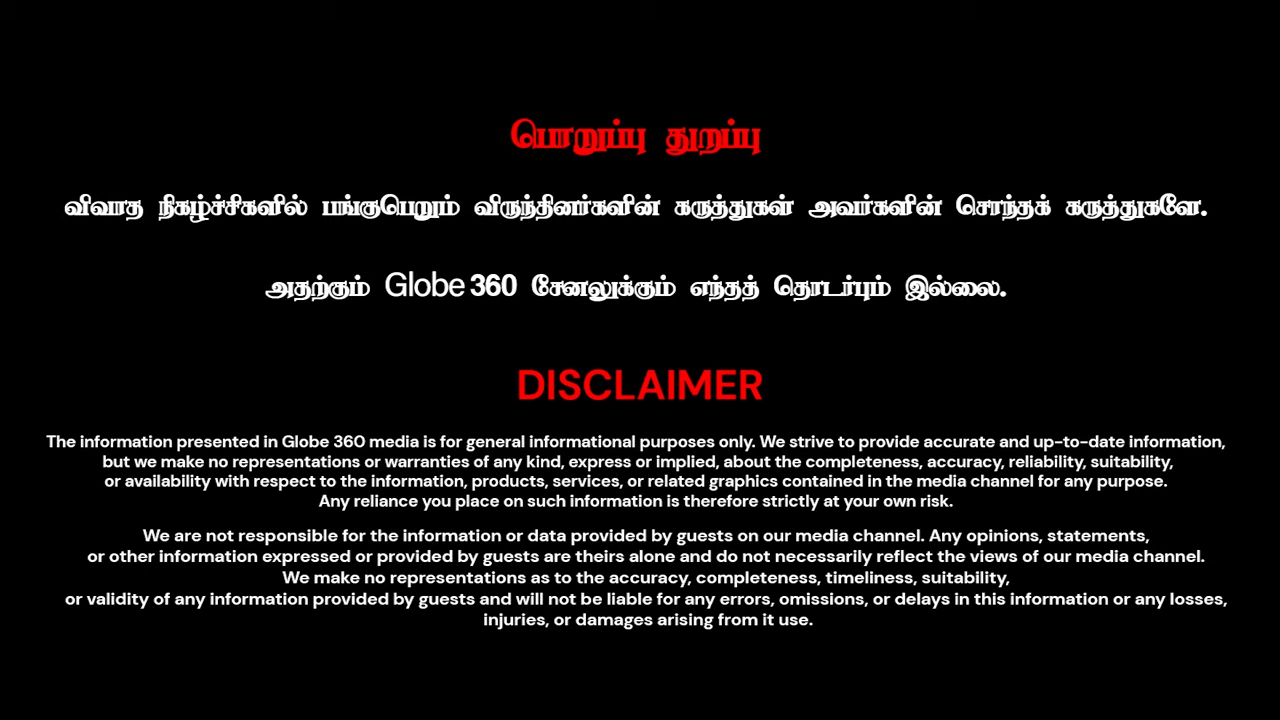 பொறுப்பு துறப்பு
விவாத நிகழ்ச்சிகளில் பங்குபெறும் விருந்தினர்களின் கருத்துகள் அவர்களின் சொந்தக் கருத்துகளே.
அதற்கும் Globe 360 சேனலுக்கும் எந்தத் தொடர்பும் இல்லை.
DISCLAIMER
The information presented in Globe 360 media is for general informational purposes only. We strive to provide accurate and up-to-date information,
but we make no representations or warranties of any kind, express or implied, about the completeness, accuracy, reliability, suitability,
or availability with respect to the information, products, services, or related graphics contained in the media channel for any purpose.
Any reliance you place on such information is therefore strictly at your own risk.
We are not responsible for the information or data provided by guests on our media channel. Any opinions, statements,
or other information expressed or provided by guests are theirs alone and do not necessarily reflect the views of our media channel.
We make no representations as to the accuracy, completeness, timeliness, suitability,
or validity of any information provided by guests and will not be liable for any errors, omissions, or delays in this information or any losses,
injuries, or damages arising from it use.